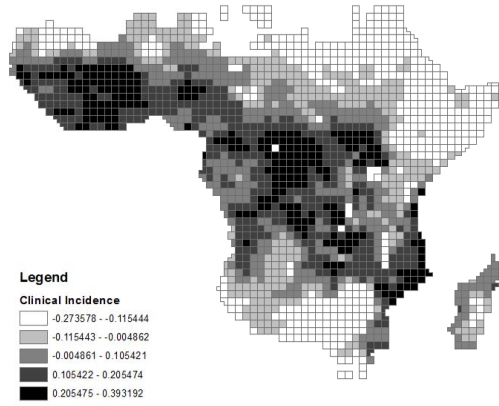 Legend
Clinical Incidence
-0.273578 - -0.115444
-0.115443 - -0.004862
-0.004861 - 0.105421
0.105422 - 0.205474
0.205475 - 0.393192